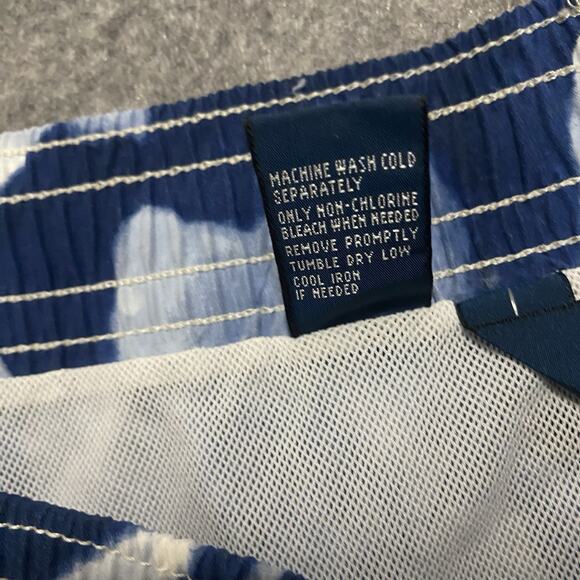 MACHINE WASH COLD
SEPARATELY
ONLY NON-CHLORINE
BLEACH WHEN NEEDED
REMOVE PROMPTLY
TUMBLE DRY LOW
COOL IRON
IF NEEDED